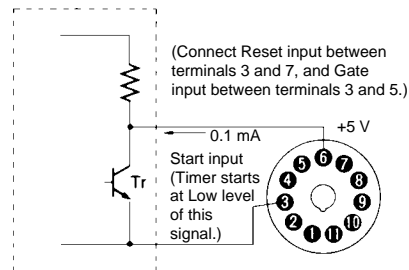 (Connect Reset input between
terminals 3 and 7, and Gate
input between terminals 3 and 5.)
0.1 mA
+5 V
Tr
Start input
(Timer starts
at Low level
of this
signal.)
6
5
7
4
8
3
9
2
10
1
11